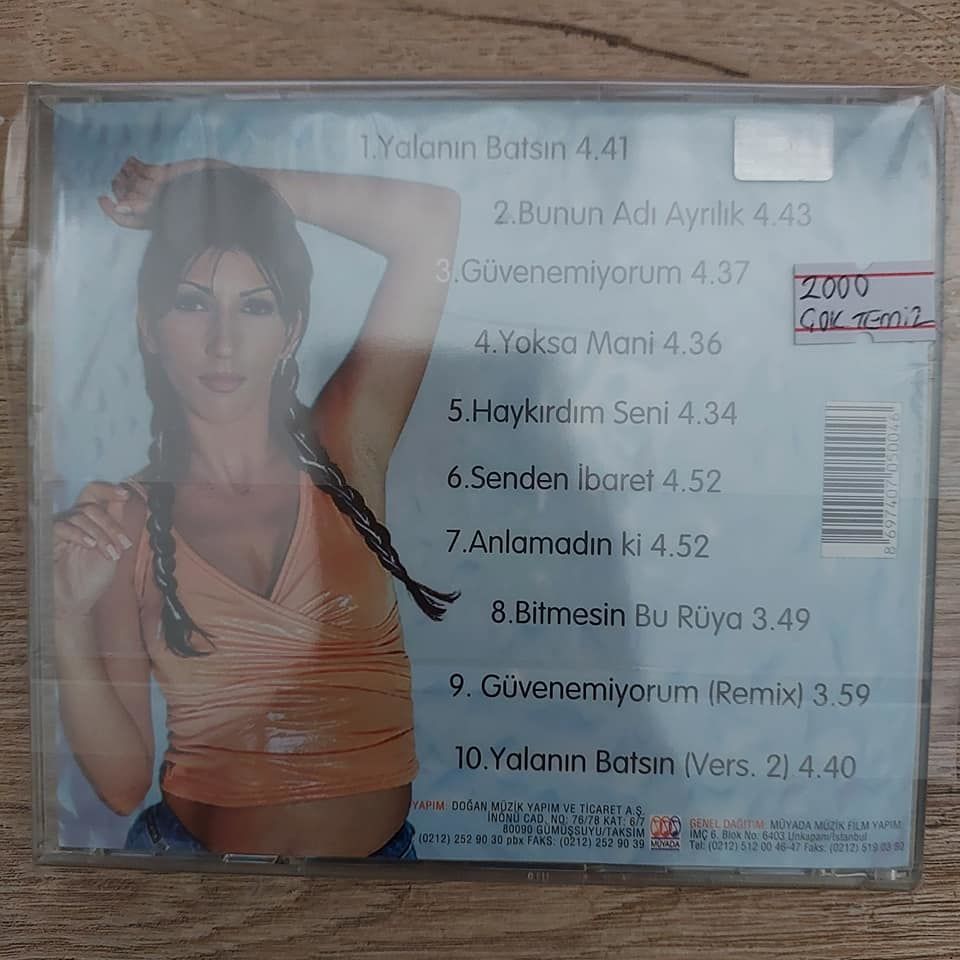 1.Yalanın Batsın 4.41
2.Bunun Adı Ayrılık 4.43
3.Güvenemiyorum 4.37
2000
ÇOK TEMİZ
4.Yoksa Mani 4.36
5.Haykırdım Seni 4.34
6.Senden İbaret 4.52
7.Anlamadın ki 4.52
8.Bitmesin Bu Rüya 3.49
9. Güvenemiyorum (Remix) 3.59
10.Yalanın Batsın (Vers. 2) 4.40
8 697407 050046
YAPIM: DOĞAN MÜZİK YAPIM VE TİCARET A.Ş.
İNÖNÜ CAD. NO: 76/78 KAT: 6/7
80090 GÜMÜŞSUYU/TAKSİM
(0212) 252 90 30 pbx FAKS: (0212) 252 90 39
MÜYADA
GENEL DAĞITIM: MÜYADA MÜZİK FİLM YAPIM
İMÇ 6. Blok No: 6403 Unkapanı/İstanbul
Tel: (0212) 512 00 46-47 Faks: (0212) 519 03 90